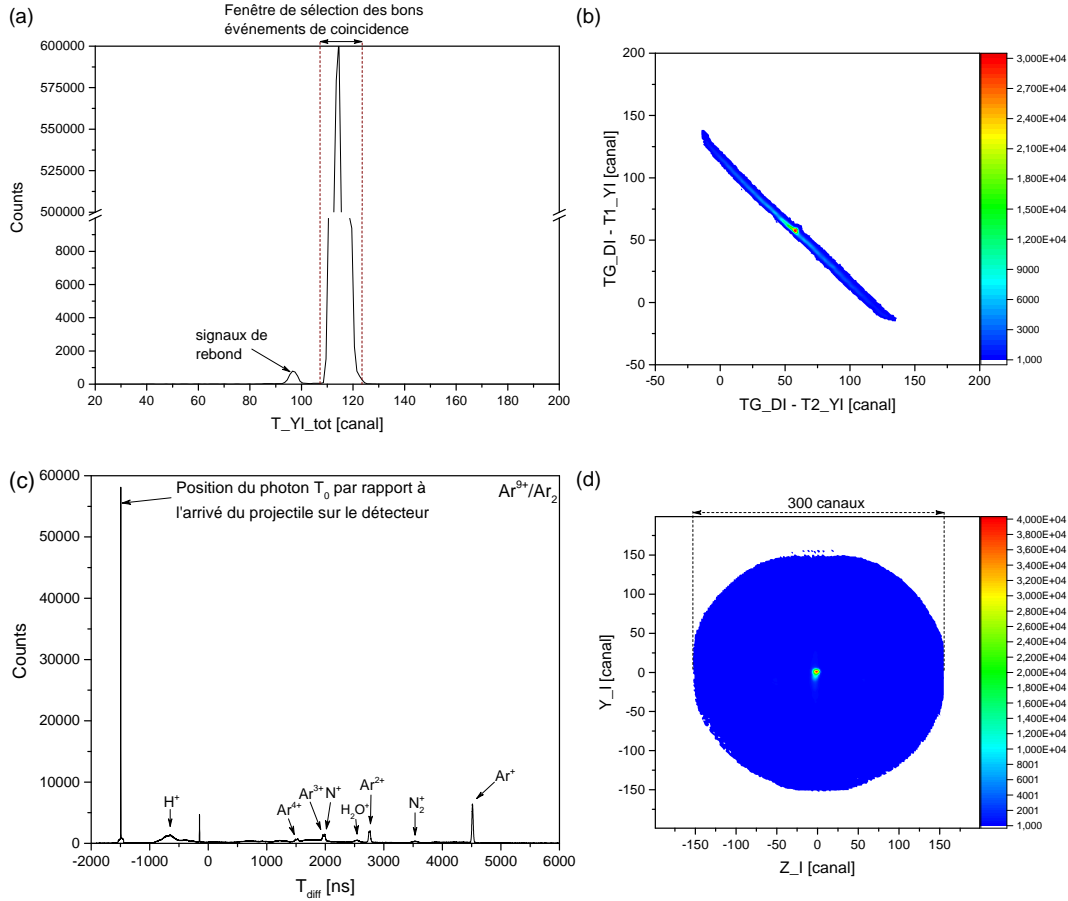 (a)
Fenêtre de sélection des bons
événements de coincidence
600000
575000
550000
525000
500000
8000
6000
4000
2000
0
Counts
signaux de
rebond
20 40 60 80 100 120 140 160 180 200
T_YI_tot [canal]
(b)
200
150
100
50
0
-50
TG_DI - T1_YI [canal]
-50 0 50 100 150 200
TG_DI - T2_YI [canal]
3,000E+04
2,700E+04
2,400E+04
2,100E+04
1,800E+04
1,500E+04
1,200E+04
9000
6000
3000
1,000
(c)
60000
50000
40000
30000
20000
10000
0
Counts
Position du photon T0 par rapport à
l'arrivé du projectile sur le détecteur
Ar9+/Ar2
H+
Ar4+
Ar3+ N+
H2O+
Ar2+
N2+
Ar+
-2000 -1000 0 1000 2000 3000 4000 5000 6000
Tdiff [ns]
(d)
300 canaux
150
100
50
0
-50
-100
-150
Y_I [canal]
-150 -100 -50 0 50 100 150
Z_I [canal]
4,000E+04
3,800E+04
3,600E+04
3,400E+04
3,200E+04
3,000E+04
2,800E+04
2,600E+04
2,400E+04
2,200E+04
2,000E+04
1,800E+04
1,600E+04
1,400E+04
1,200E+04
1,000E+04
8001
6001
4001
2001
1,000